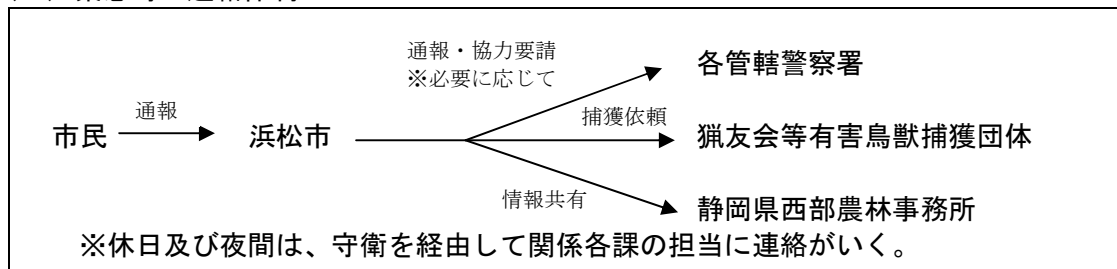 通報・協力要請
※必要に応じて
各管轄警察署
通報
市民
浜松市
捕獲依頼
猟友会等有害鳥獣捕獲団体
情報共有
静岡県西部農林事務所
※休日及び夜間は、守衛を経由して関係各課の担当に連絡がいく。